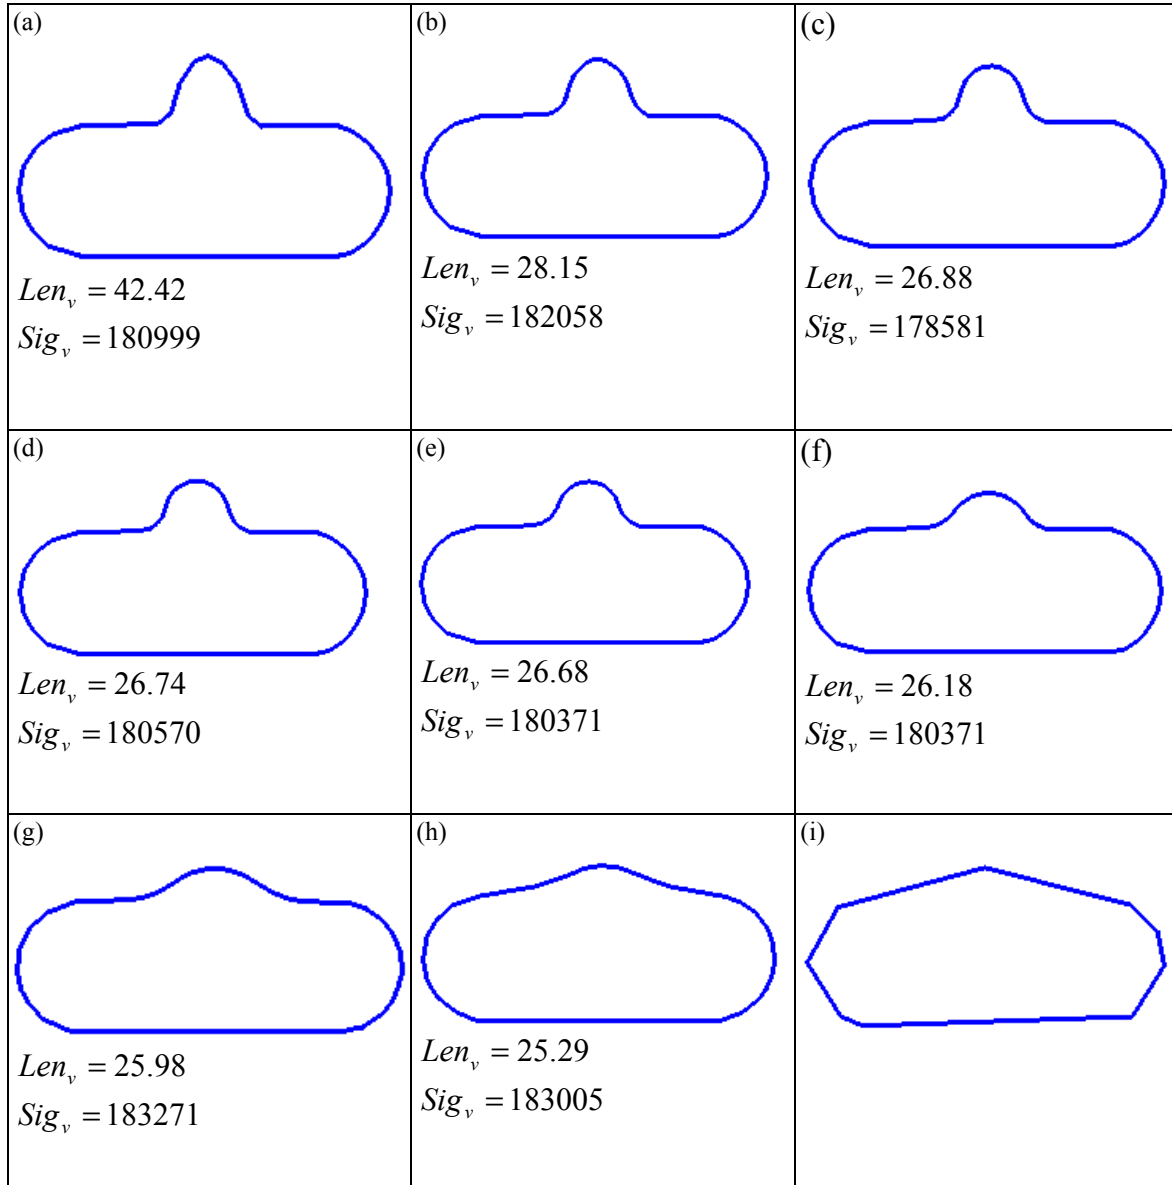 (a)
Len_v = 42.42
Sig_v = 180999
(b)
Len_v = 28.15
Sig_v = 182058
(c)
Len_v = 26.88
Sig_v = 178581
(d)
Len_v = 26.74
Sig_v = 180570
(e)
Len_v = 26.68
Sig_v = 180371
(f)
Len_v = 26.18
Sig_v = 180371
(g)
Len_v = 25.98
Sig_v = 183271
(h)
Len_v = 25.29
Sig_v = 183005
(i)